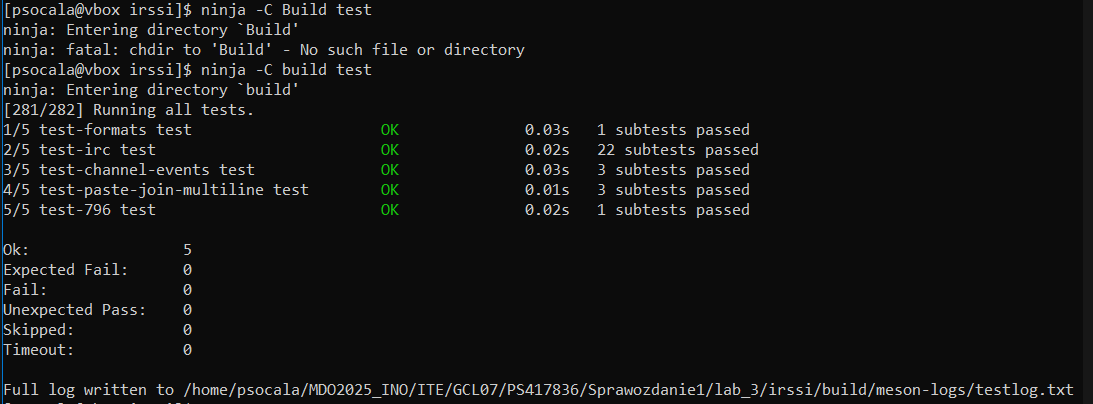 [psocala@vbox irssi]$ ninja -C Build test
ninja: Entering directory `Build'
ninja: fatal: chdir to 'Build' - No such file or directory
[psocala@vbox irssi]$ ninja -C build test
ninja: Entering directory `build'
[281/282] Running all tests.
1/5 test-formats test OK 0.03s 1 subtests passed
2/5 test-irc test OK 0.02s 22 subtests passed
3/5 test-channel-events test OK 0.03s 3 subtests passed
4/5 test-paste-join-multiline test OK 0.01s 3 subtests passed
5/5 test-796 test OK 0.02s 1 subtests passed
Ok: 5
Expected Fail: 0
Fail: 0
Unexpected Pass: 0
Skipped: 0
Timeout: 0
Full log written to /home/psocala/MDO2025_INO/ITE/GCL07/PS417836/Sprawozdanie1/lab_3/irssi/build/meson-logs/testlog.txt